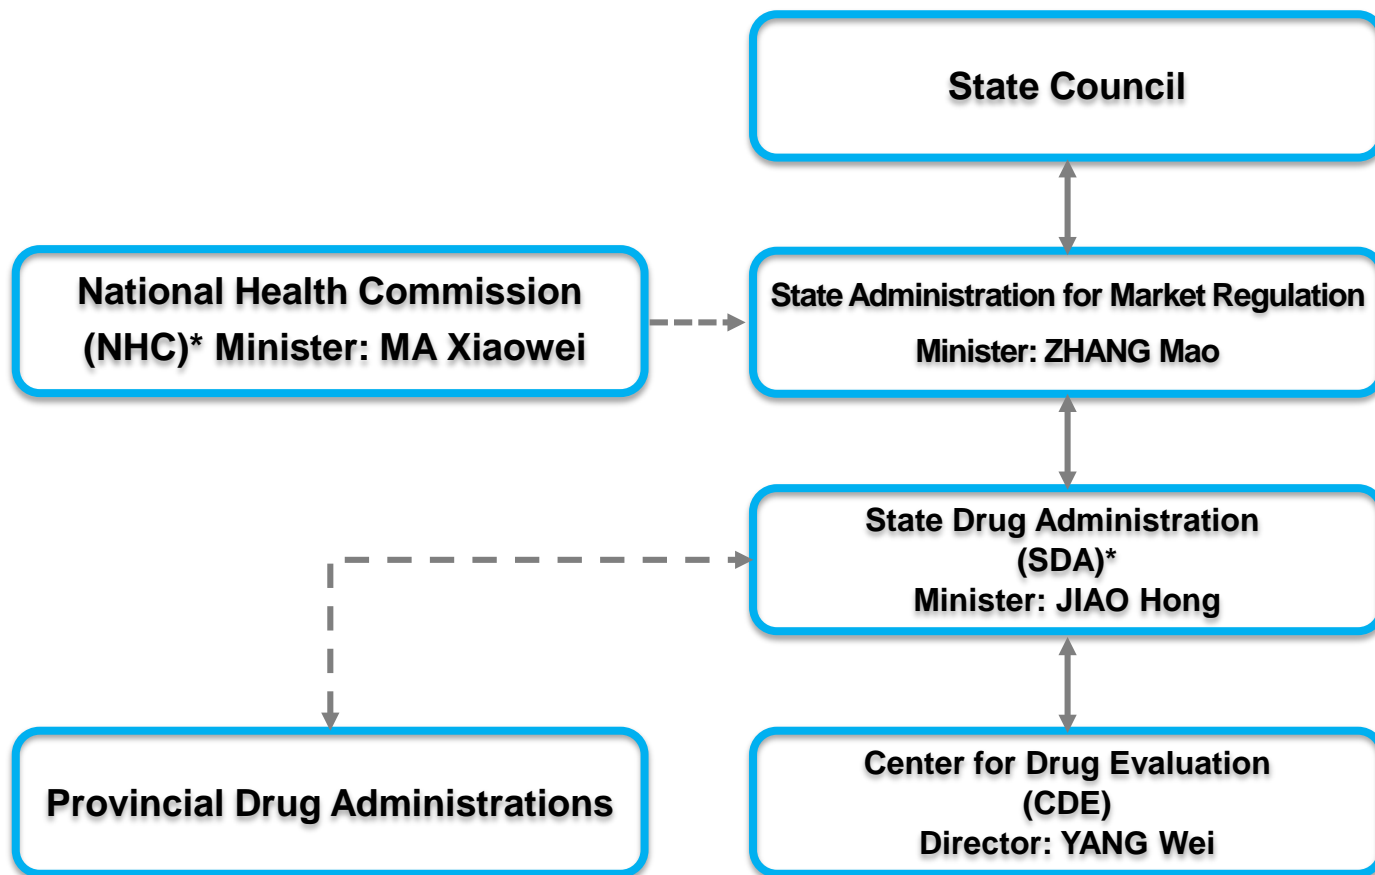 State Council
National Health Commission
(NHC)* Minister: MA Xiaowei
State Administration for Market Regulation
Minister: ZHANG Mao
State Drug Administration
(SDA)*
Minister: JIAO Hong
Provincial Drug Administrations
Center for Drug Evaluation
(CDE)
Director: YANG Wei